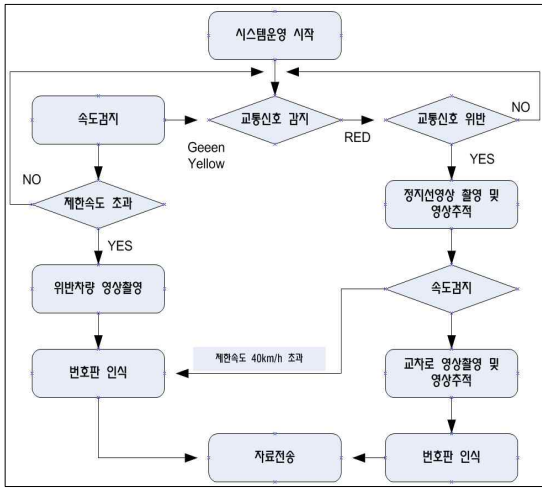 시스템운영 시작
속도검지
교통신호 감지
교통신호 위반
NO
Geeen
Yellow
RED
YES
NO
제한속도 초과
정지선영상 촬영 및
영상추적
YES
위반차량 영상촬영
속도검지
제한속도 40km/h 초과
번호판 인식
교차로 영상촬영 및
영상추적
자료전송
번호판 인식